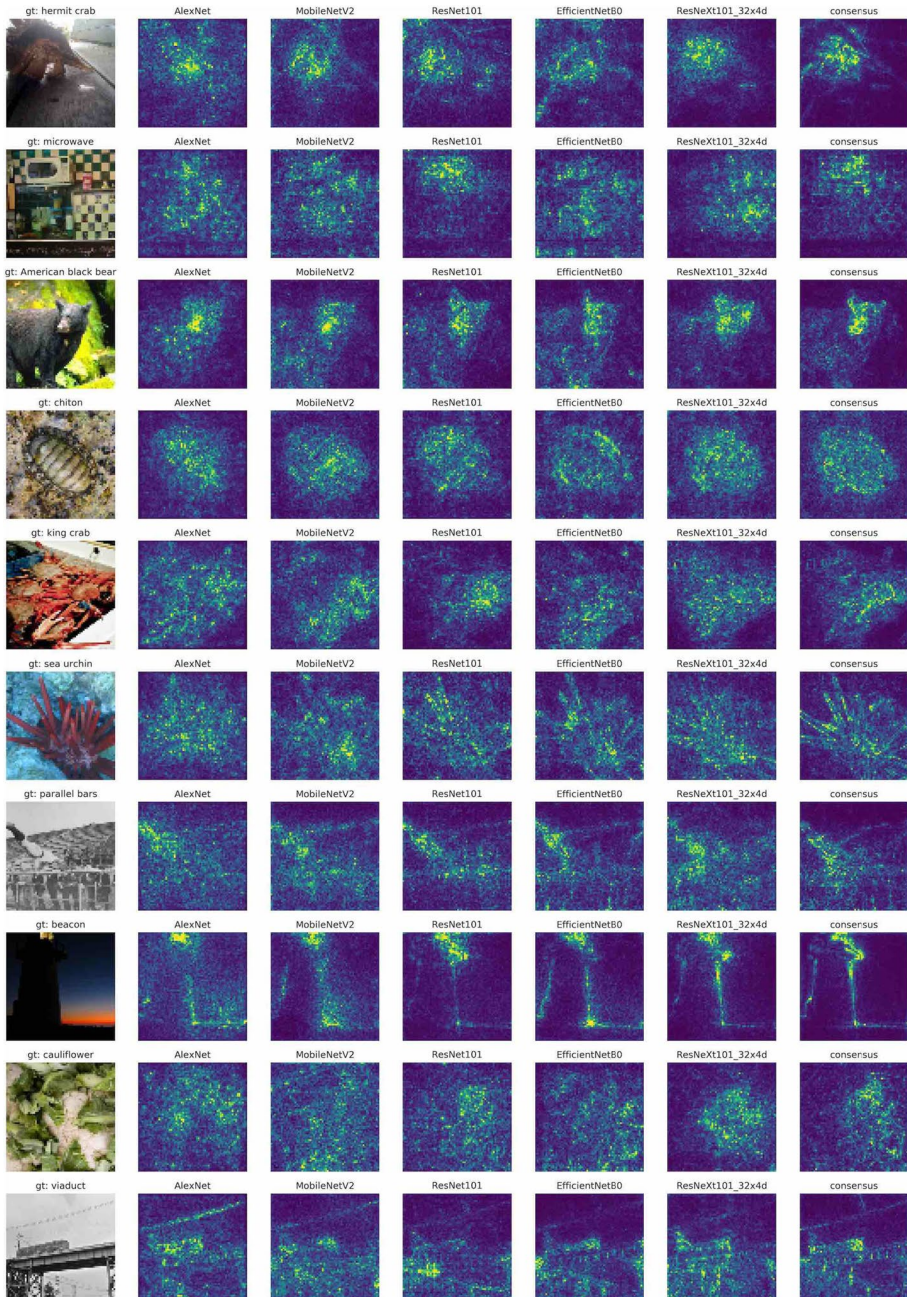 gt: hermit crab AlexNet MobileNetV2 ResNet101 EfficientNetB0 ResNeXt101_32x4d consensus
gt: microwave AlexNet MobileNetV2 ResNet101 EfficientNetB0 ResNeXt101_32x4d consensus
gt: American black bear AlexNet MobileNetV2 ResNet101 EfficientNetB0 ResNeXt101_32x4d consensus
gt: chiton AlexNet MobileNetV2 ResNet101 EfficientNetB0 ResNeXt101_32x4d consensus
gt: king crab AlexNet MobileNetV2 ResNet101 EfficientNetB0 ResNeXt101_32x4d consensus
gt: sea urchin AlexNet MobileNetV2 ResNet101 EfficientNetB0 ResNeXt101_32x4d consensus
gt: parallel bars AlexNet MobileNetV2 ResNet101 EfficientNetB0 ResNeXt101_32x4d consensus
gt: beacon AlexNet MobileNetV2 ResNet101 EfficientNetB0 ResNeXt101_32x4d consensus
gt: cauliflower AlexNet MobileNetV2 ResNet101 EfficientNetB0 ResNeXt101_32x4d consensus
gt: viaduct AlexNet MobileNetV2 ResNet101 EfficientNetB0 ResNeXt101_32x4d consensus